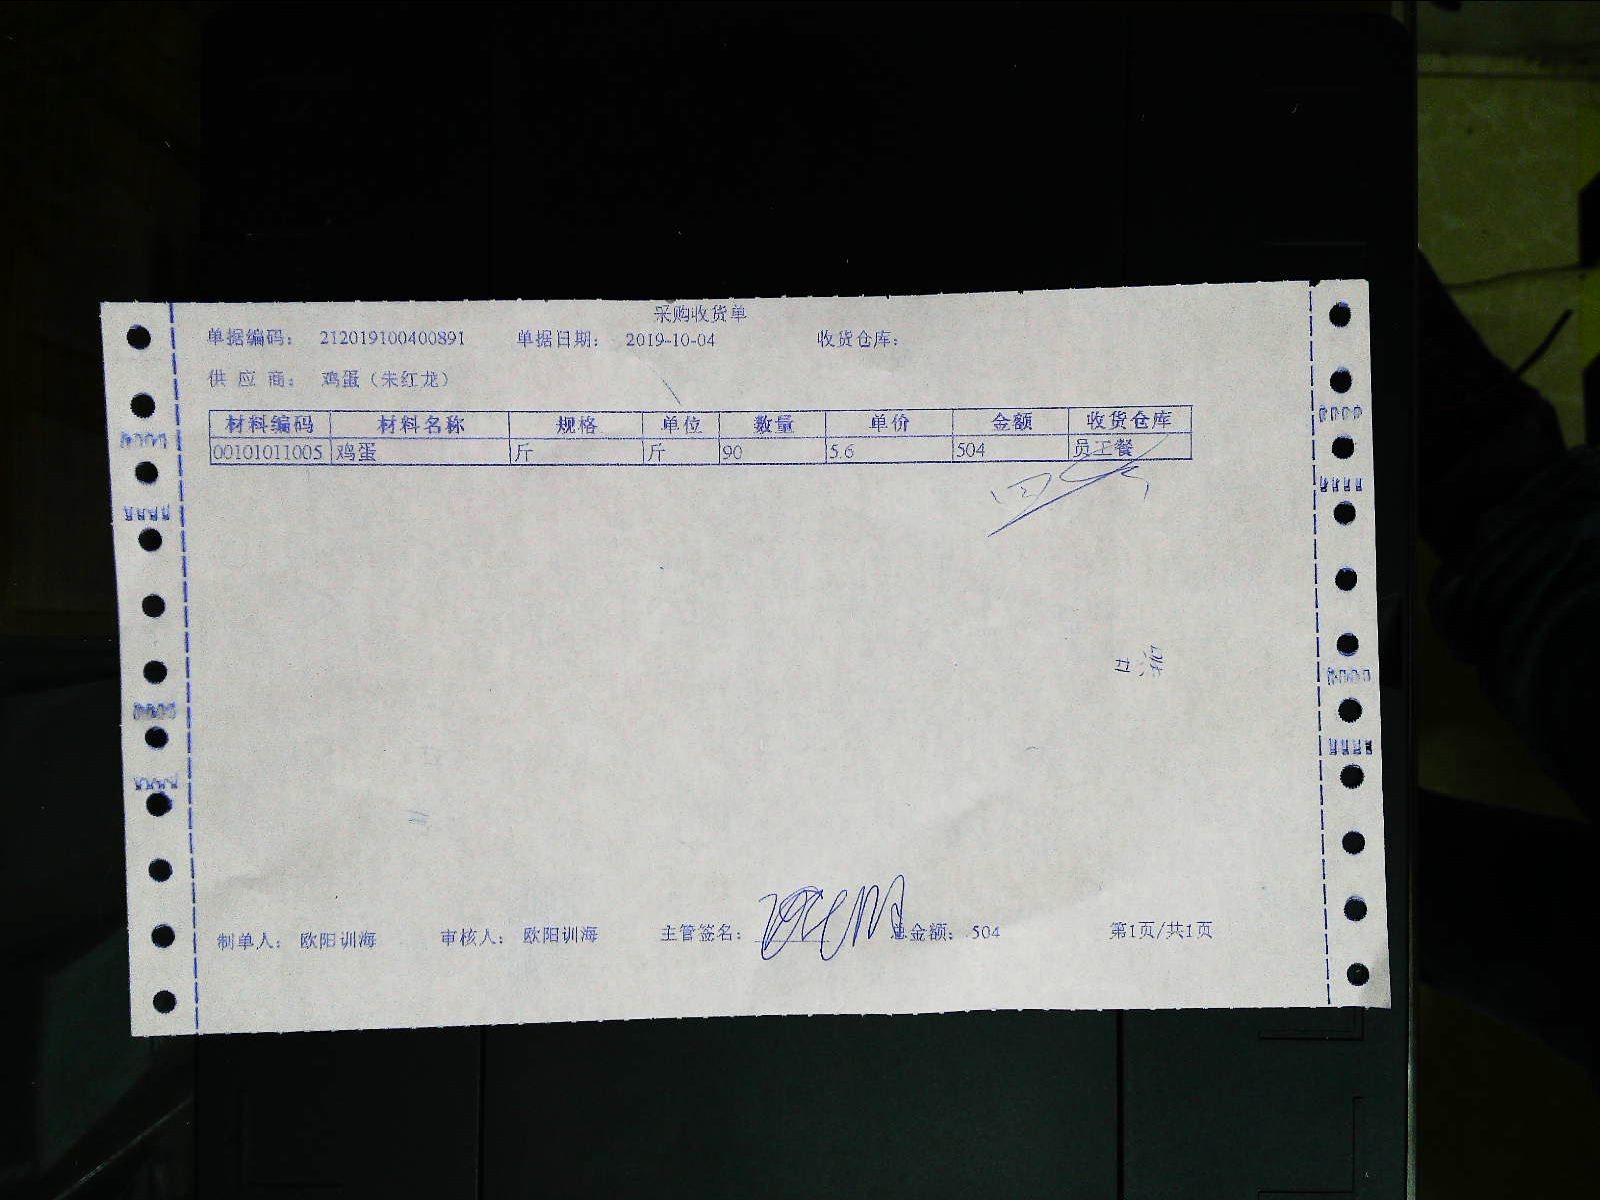 采购收货单
单据编码: 212019100400891 单据日期: 2019-10-04 收货仓库:
供 应 商: 鸡蛋(朱红龙)
材料编码 材料名称 规格 单位 数量 单价 金额 收货仓库
00101011005 鸡蛋 斤 斤 90 5.6 504 员工餐
制单人: 欧阳训海 审核人: 欧阳训海 主管签名: 总金额: 504 第1页/共1页